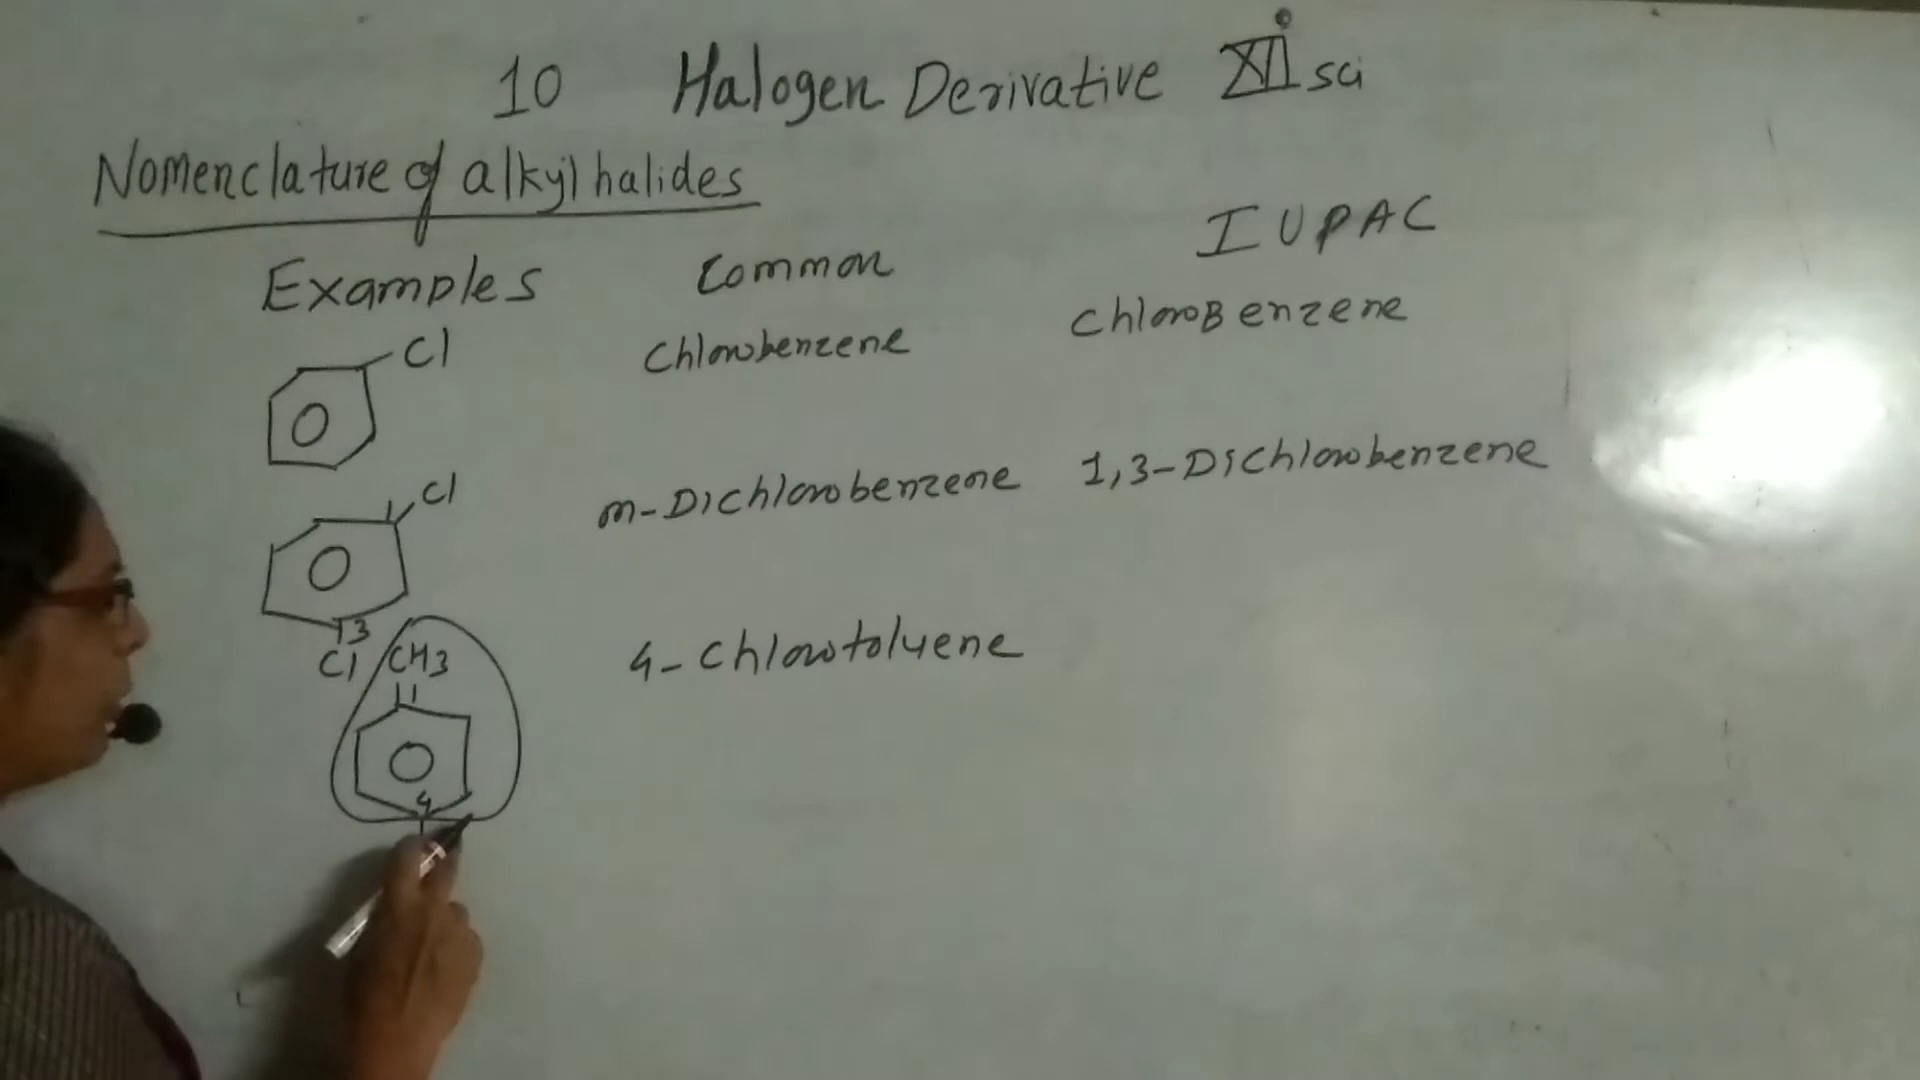 10 Halogen Derivative XII sci
Nomenclature of alkyl halides
Examples Common IUPAC
Cl Chlorobenzene ChloroBenzene
1 Cl m-Dichlorobenzene 1,3-Dichlorobenzene
3
Cl
CH3 4-Chlorotoluene
1
4